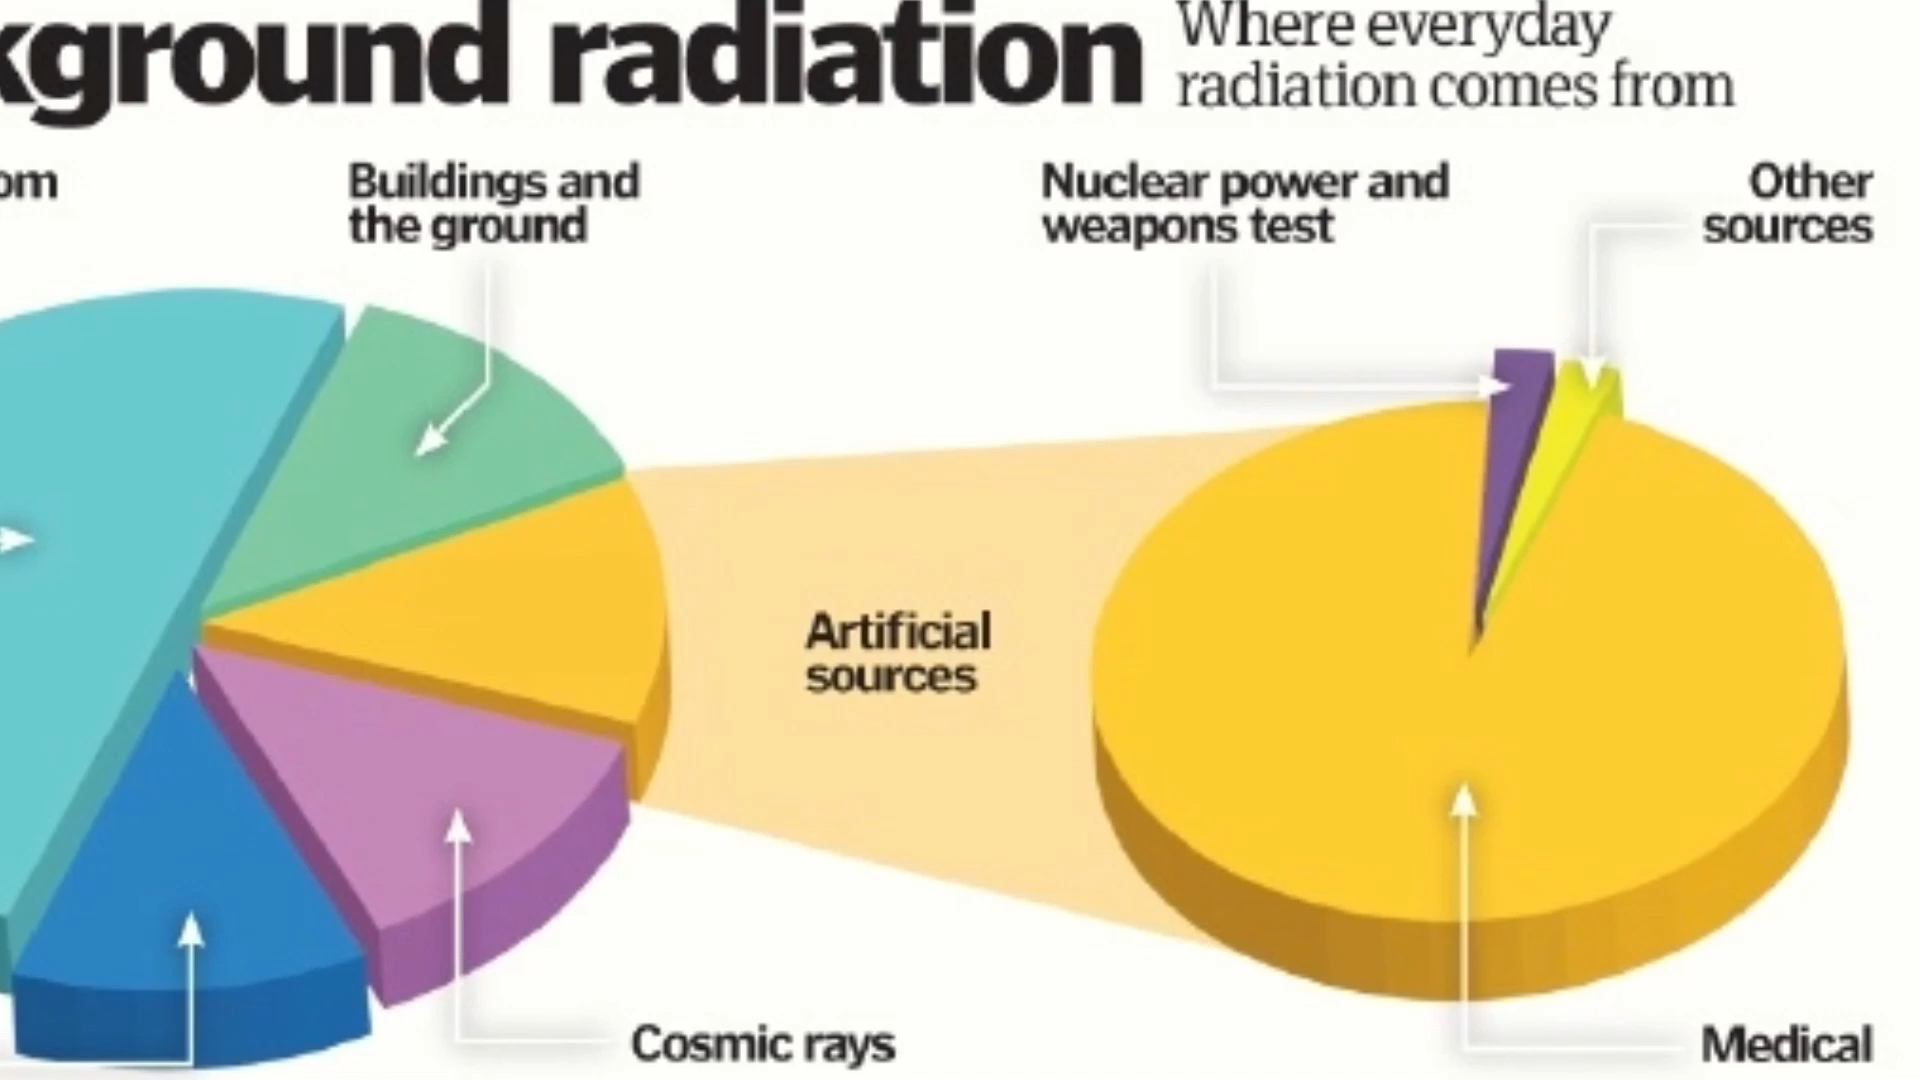 kground radiation
Where everyday
radiation comes from
om
Buildings and
the ground
Nuclear power and
weapons test
Other
sources
Artificial
sources
Cosmic rays
Medical